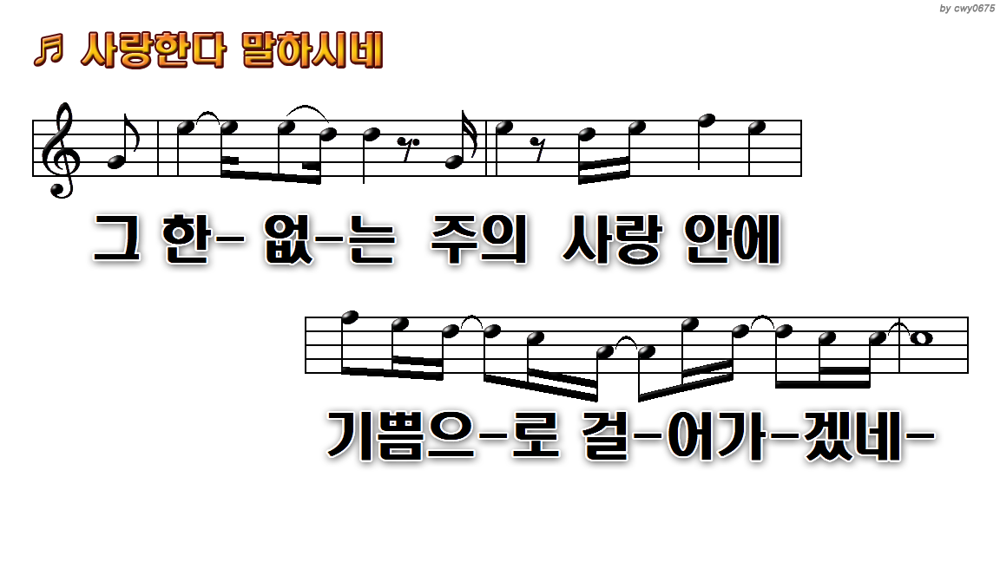 by cwy0675
♬ 사랑한다 말하시네
그 한- 없-는 주의 사랑 안에
기쁨으-로 걸-어가-겠네-